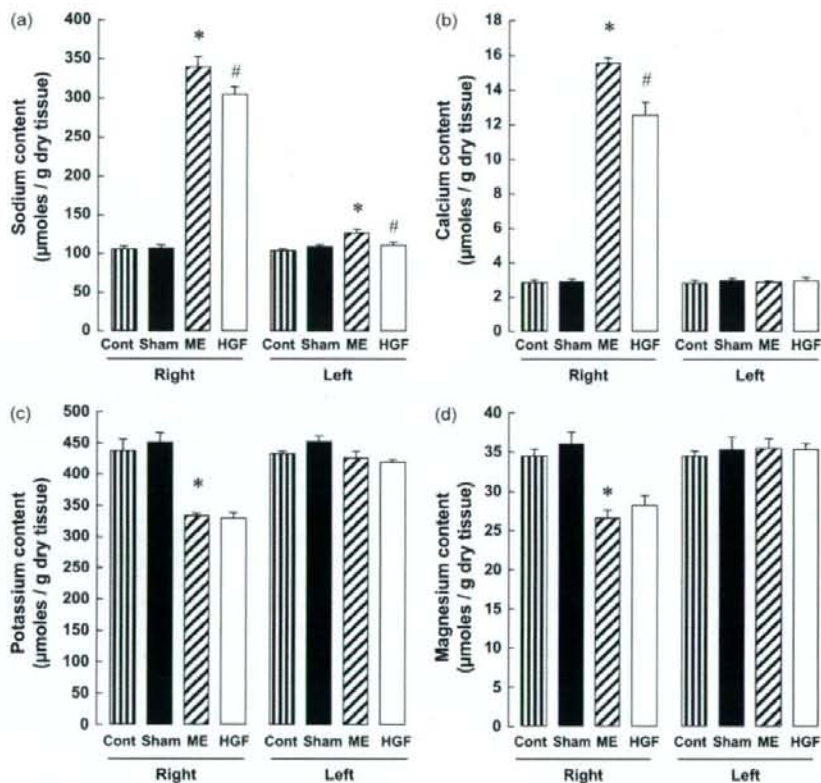 (a)
Sodium content
(μmoles / g dry tissue)
400
350
300
250
200
150
100
50
0
*
#
*
#
Cont Sham ME HGF Cont Sham ME HGF
Right Left
(b)
Calcium content
(μmoles / g dry tissue)
18
16
14
12
10
8
6
4
2
0
*
#
Cont Sham ME HGF Cont Sham ME HGF
Right Left
(c)
Potassium content
(μmoles / g dry tissue)
500
450
400
350
300
250
200
150
100
50
0
*
Cont Sham ME HGF Cont Sham ME HGF
Right Left
(d)
Magnesium content
(μmoles / g dry tissue)
40
35
30
25
20
15
10
5
0
*
Cont Sham ME HGF Cont Sham ME HGF
Right Left